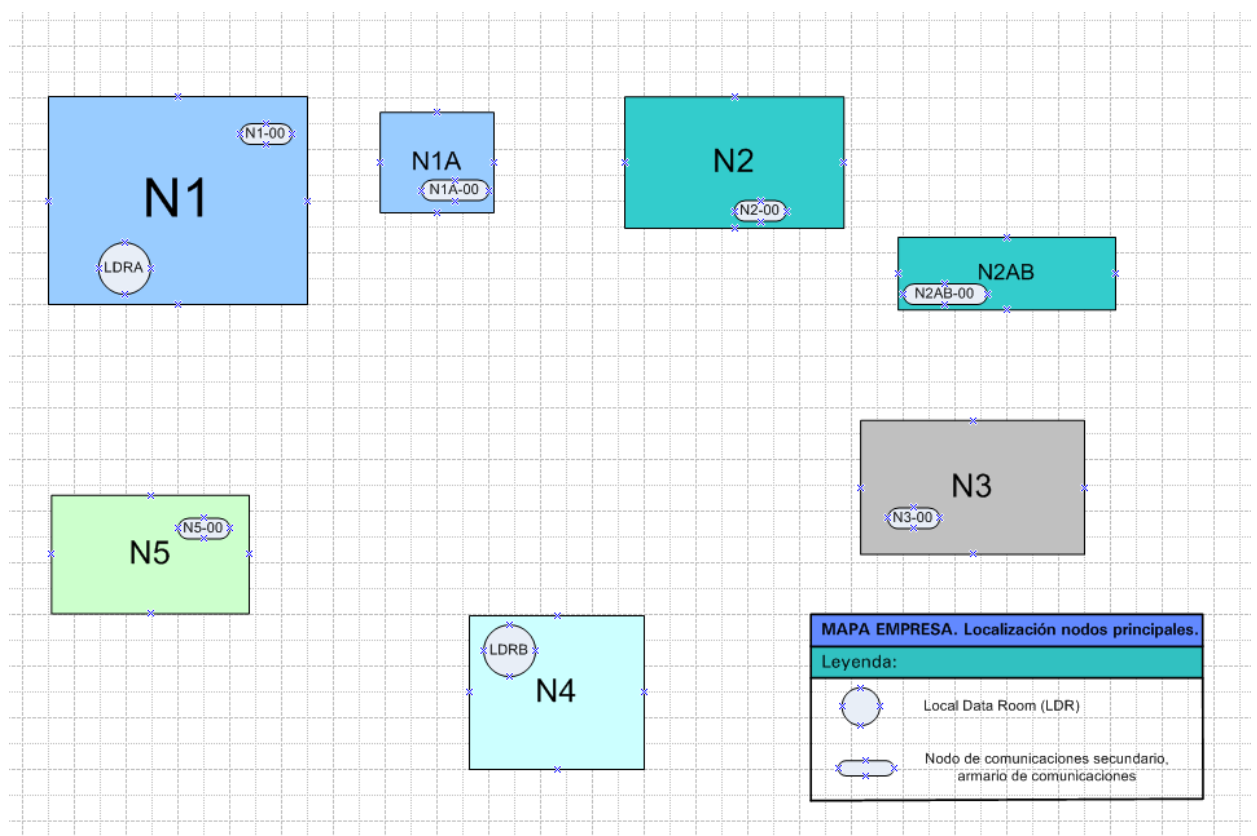 N1-00
N1
LDRA
N1A
N1A-00
N2
N2-00
N2AB
N2AB-00
N3
N3-00
N5-00
N5
LDRB
N4
MAPA EMPRESA. Localización nodos principales.
Leyenda:
Local Data Room (LDR)
Nodo de comunicaciones secundario,
armario de comunicaciones